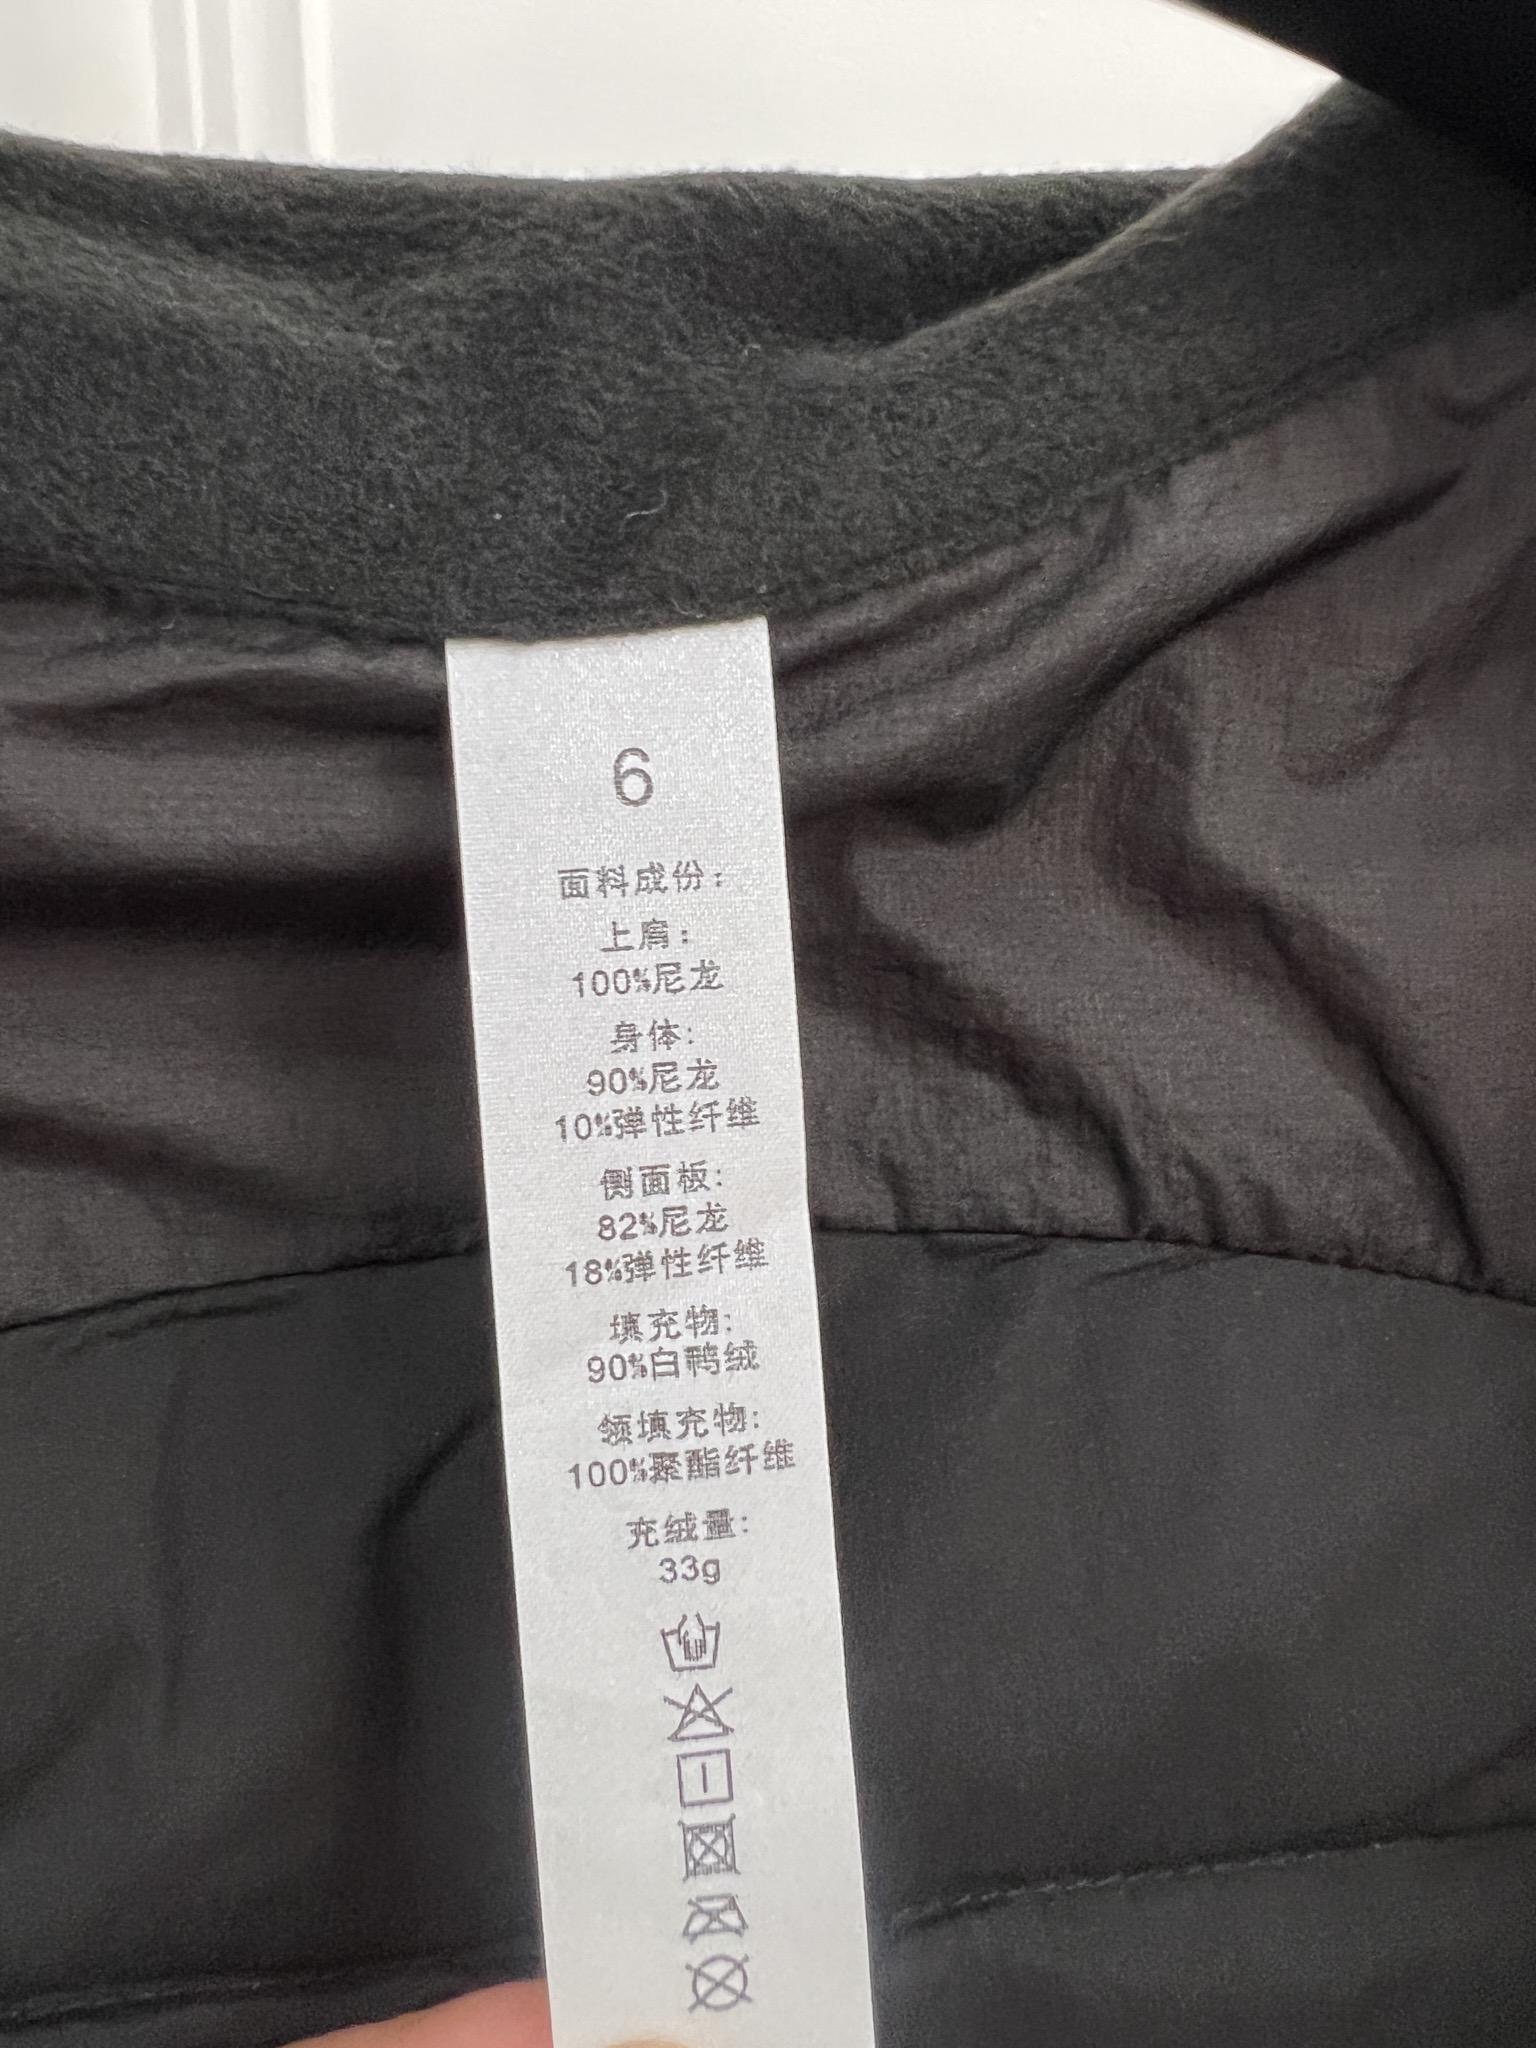 6
面料成份：
上肩：
100%尼龙
身体：
90%尼龙
10%弹性纤维
侧面板：
82%尼龙
18%弹性纤维
填充物：
90%白鸭绒
领填充物：
100%聚酯纤维
充绒量：
33g